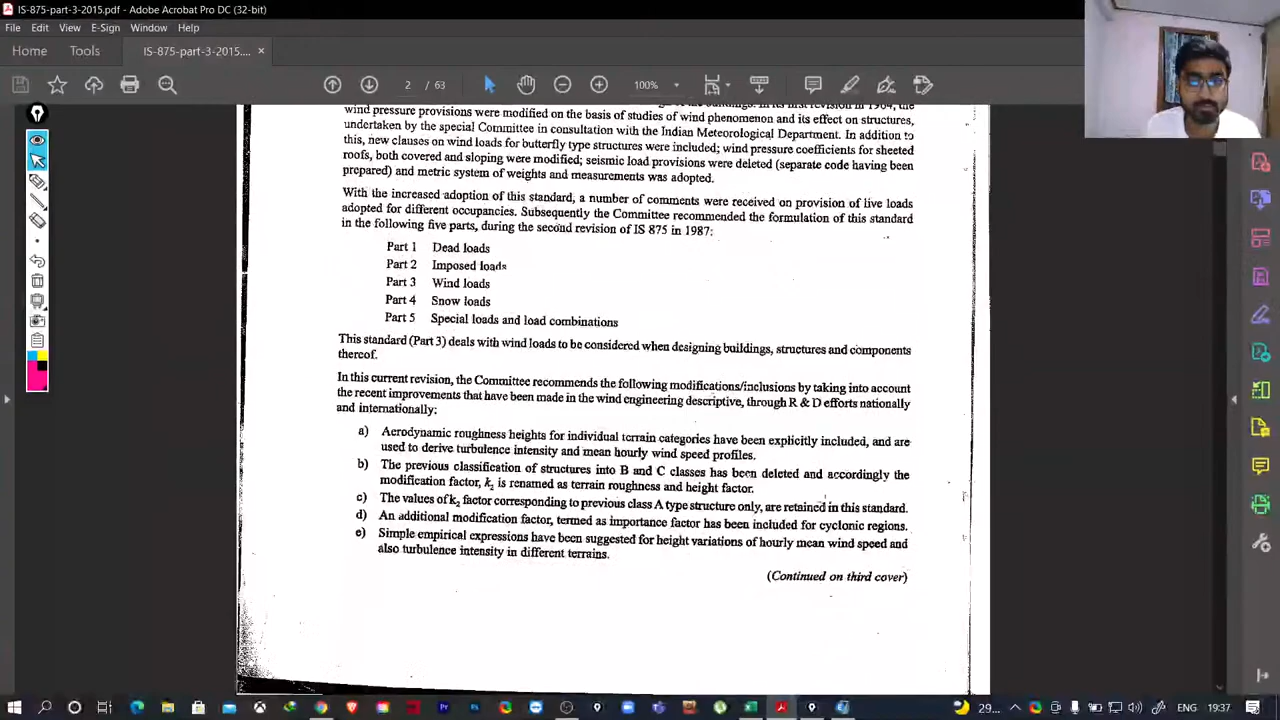 IS-875-part-3-2015.pdf - Adobe Acrobat Pro DC (32-bit)
File Edit View E-Sign Window Help
Home Tools IS-875-part-3-2015.... ×
2 / 63 100%
wind pressure provisions were modified on the basis of studies of wind phenomenon and its effect on structures,
undertaken by the special Committee in consultation with the Indian Meteorological Department. In addition to
this, new clauses on wind loads for butterfly type structures were included; wind pressure coefficients for sheeted
roofs, both covered and sloping were modified; seismic load provisions were deleted (separate code having been
prepared) and metric system of weights and measurements was adopted.
With the increased adoption of this standard, a number of comments were received on provision of live loads
adopted for different occupancies. Subsequently the Committee recommended the formulation of this standard
in the following five parts, during the second revision of IS 875 in 1987:
Part 1 Dead loads
Part 2 Imposed loads
Part 3 Wind loads
Part 4 Snow loads
Part 5 Special loads and load combinations
This standard (Part 3) deals with wind loads to be considered when designing buildings, structures and components
thereof.
In this current revision, the Committee recommends the following modifications/inclusions by taking into account
the recent improvements that have been made in the wind engineering descriptive, through R & D efforts nationally
and internationally:
a) Aerodynamic roughness heights for individual terrain categories have been explicitly included, and are
used to derive turbulence intensity and mean hourly wind speed profiles.
b) The previous classification of structures into B and C classes has been deleted and accordingly the
modification factor, k2 is renamed as terrain roughness and height factor.
c) The values of k2 factor corresponding to previous class A type structure only, are retained in this standard.
d) An additional modification factor, termed as importance factor has been included for cyclonic regions.
e) Simple empirical expressions have been suggested for height variations of hourly mean wind speed and
also turbulence intensity in different terrains.
(Continued on third cover)
29... ENG 19:37